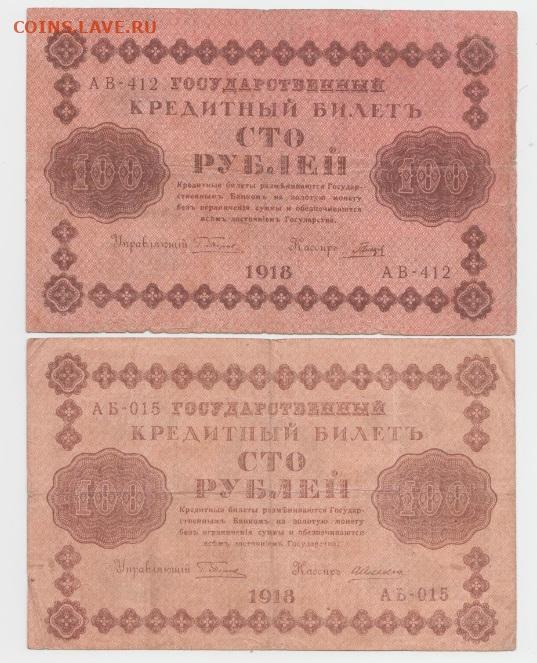 COINS.LAVE.RU
АВ-412 ГОСУДАРСТВЕННЫЙ
КРЕДИТНЫЙ БИЛЕТЪ
СТО
РУБЛЕЙ
100 100
Кредитные билеты размѣниваются Государ-
ственнымъ Банкомъ на золотую монету
безъ ограниченія суммы и обезпечиваются
всѣмъ достояніемъ Государства.
Управляющій Кассиръ
1918
АВ-412
АБ-015 ГОСУДАРСТВЕННЫЙ
КРЕДИТНЫЙ БИЛЕТЪ
СТО
РУБЛЕЙ
100 100
Кредитные билеты размѣниваются Государ-
ственнымъ Банкомъ на золотую монету
безъ ограниченія суммы и обезпечиваются
всѣмъ достояніемъ Государства.
Управляющій Кассиръ
1918
АБ-015